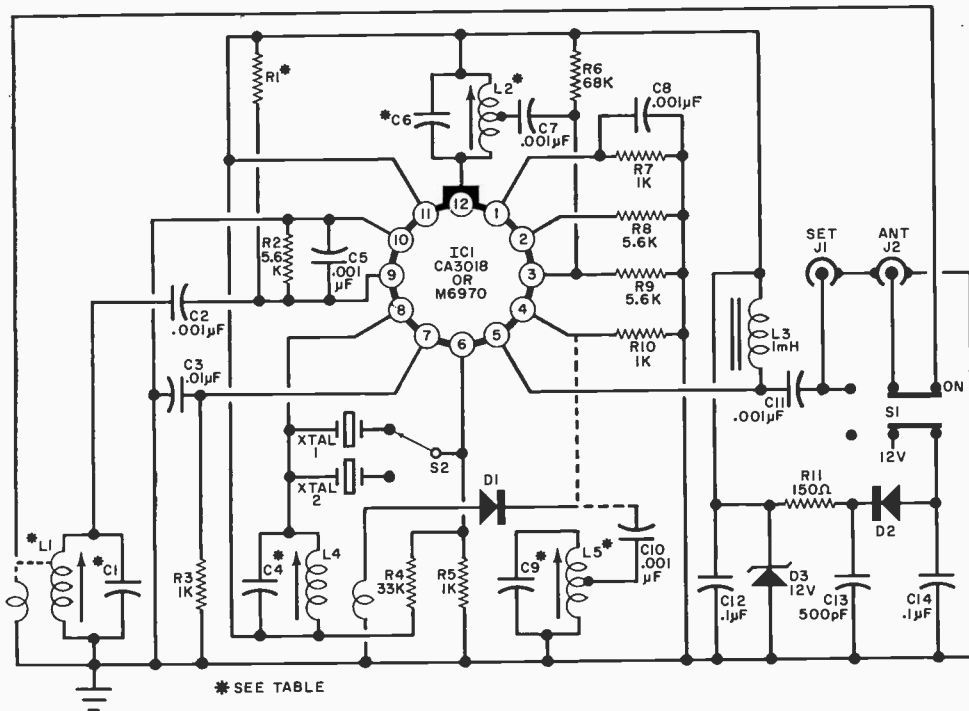 R1*
L2*
*C6
C7
.001µF
R6
68K
C8
.001µF
R7
1K
R8
5.6K
R9
5.6K
R10
1K
12
11
1
10
2
9
3
8
4
7
5
6
IC1
CA3018
OR
M6970
R2
5.6
K
C5
.001
µF
C2
.001µF
C3
.01µF
SET
J1
ANT
J2
L3
1mH
C11
.001µF
ON
S1
12V
XTAL
1
XTAL
2
S2
D1
R11
150Ω
D2
*L1
*C1
R3
1K
C4*
L4
R4
33K
R5
1K
C9*
L5*
C10
.001
µF
C12
.1µF
D3
12V
C13
500pF
C14
.1µF
*SEE TABLE